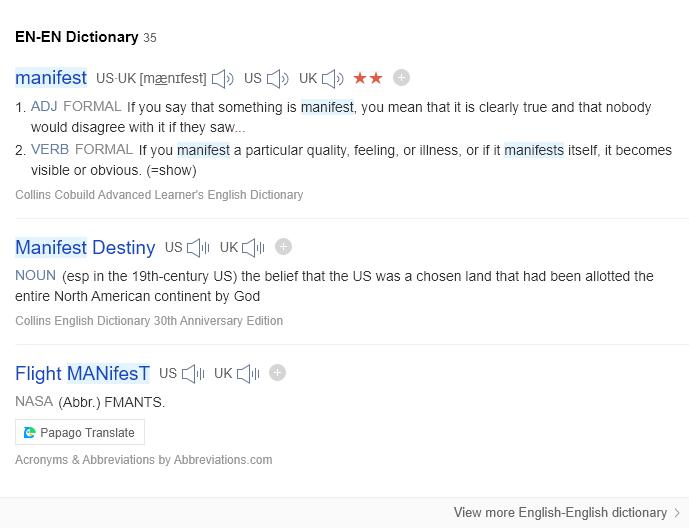 EN-EN Dictionary 35
manifest US·UK [mænɪfest] US UK
1. ADJ FORMAL If you say that something is manifest, you mean that it is clearly true and that nobody
would disagree with it if they saw...
2. VERB FORMAL If you manifest a particular quality, feeling, or illness, or if it manifests itself, it becomes
visible or obvious. (=show)
Collins Cobuild Advanced Learner's English Dictionary
Manifest Destiny US UK
NOUN (esp in the 19th-century US) the belief that the US was a chosen land that had been allotted the
entire North American continent by God
Collins English Dictionary 30th Anniversary Edition
Flight MANifesT US UK
NASA (Abbr.) FMANTS.
Papago Translate
Acronyms & Abbreviations by Abbreviations.com
View more English-English dictionary